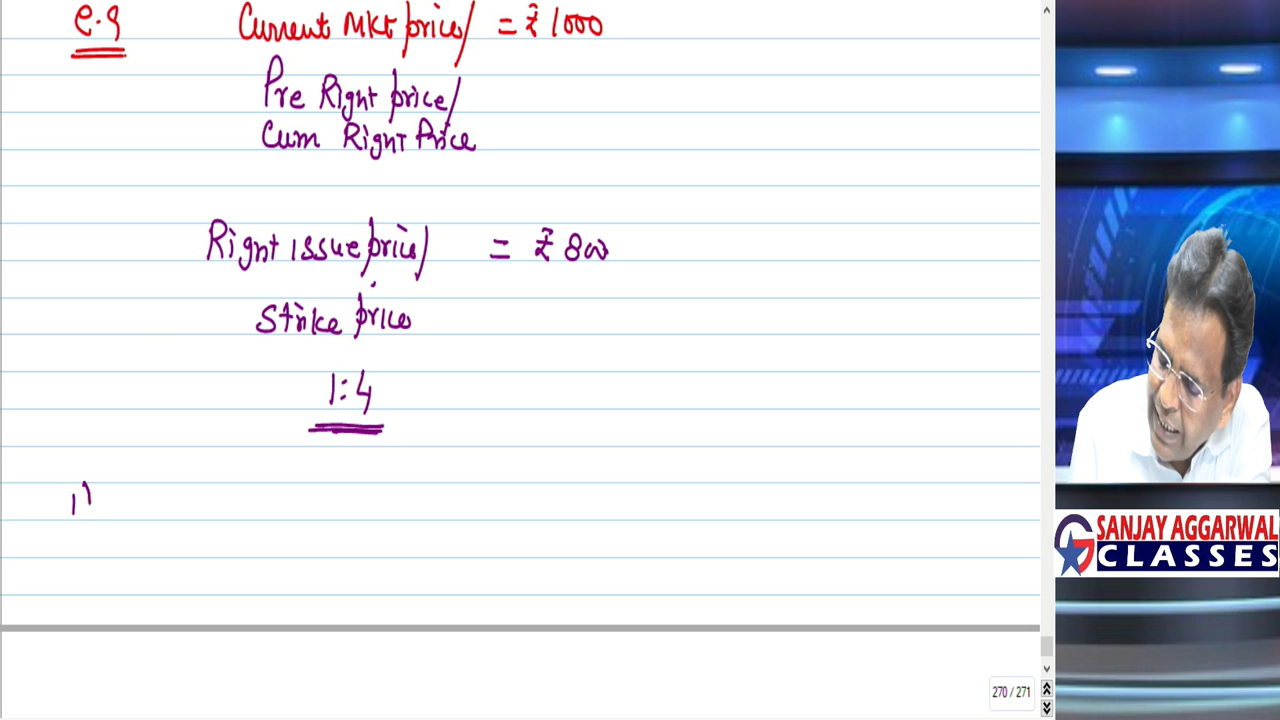 e.g Current Mkt price/ = ₹ 1000
Pre Right price/
Cum Right Price
Right issue price/ = ₹ 800
Strike price
1:4
1)
SANJAY AGGARWAL
CLASSES
270 / 271